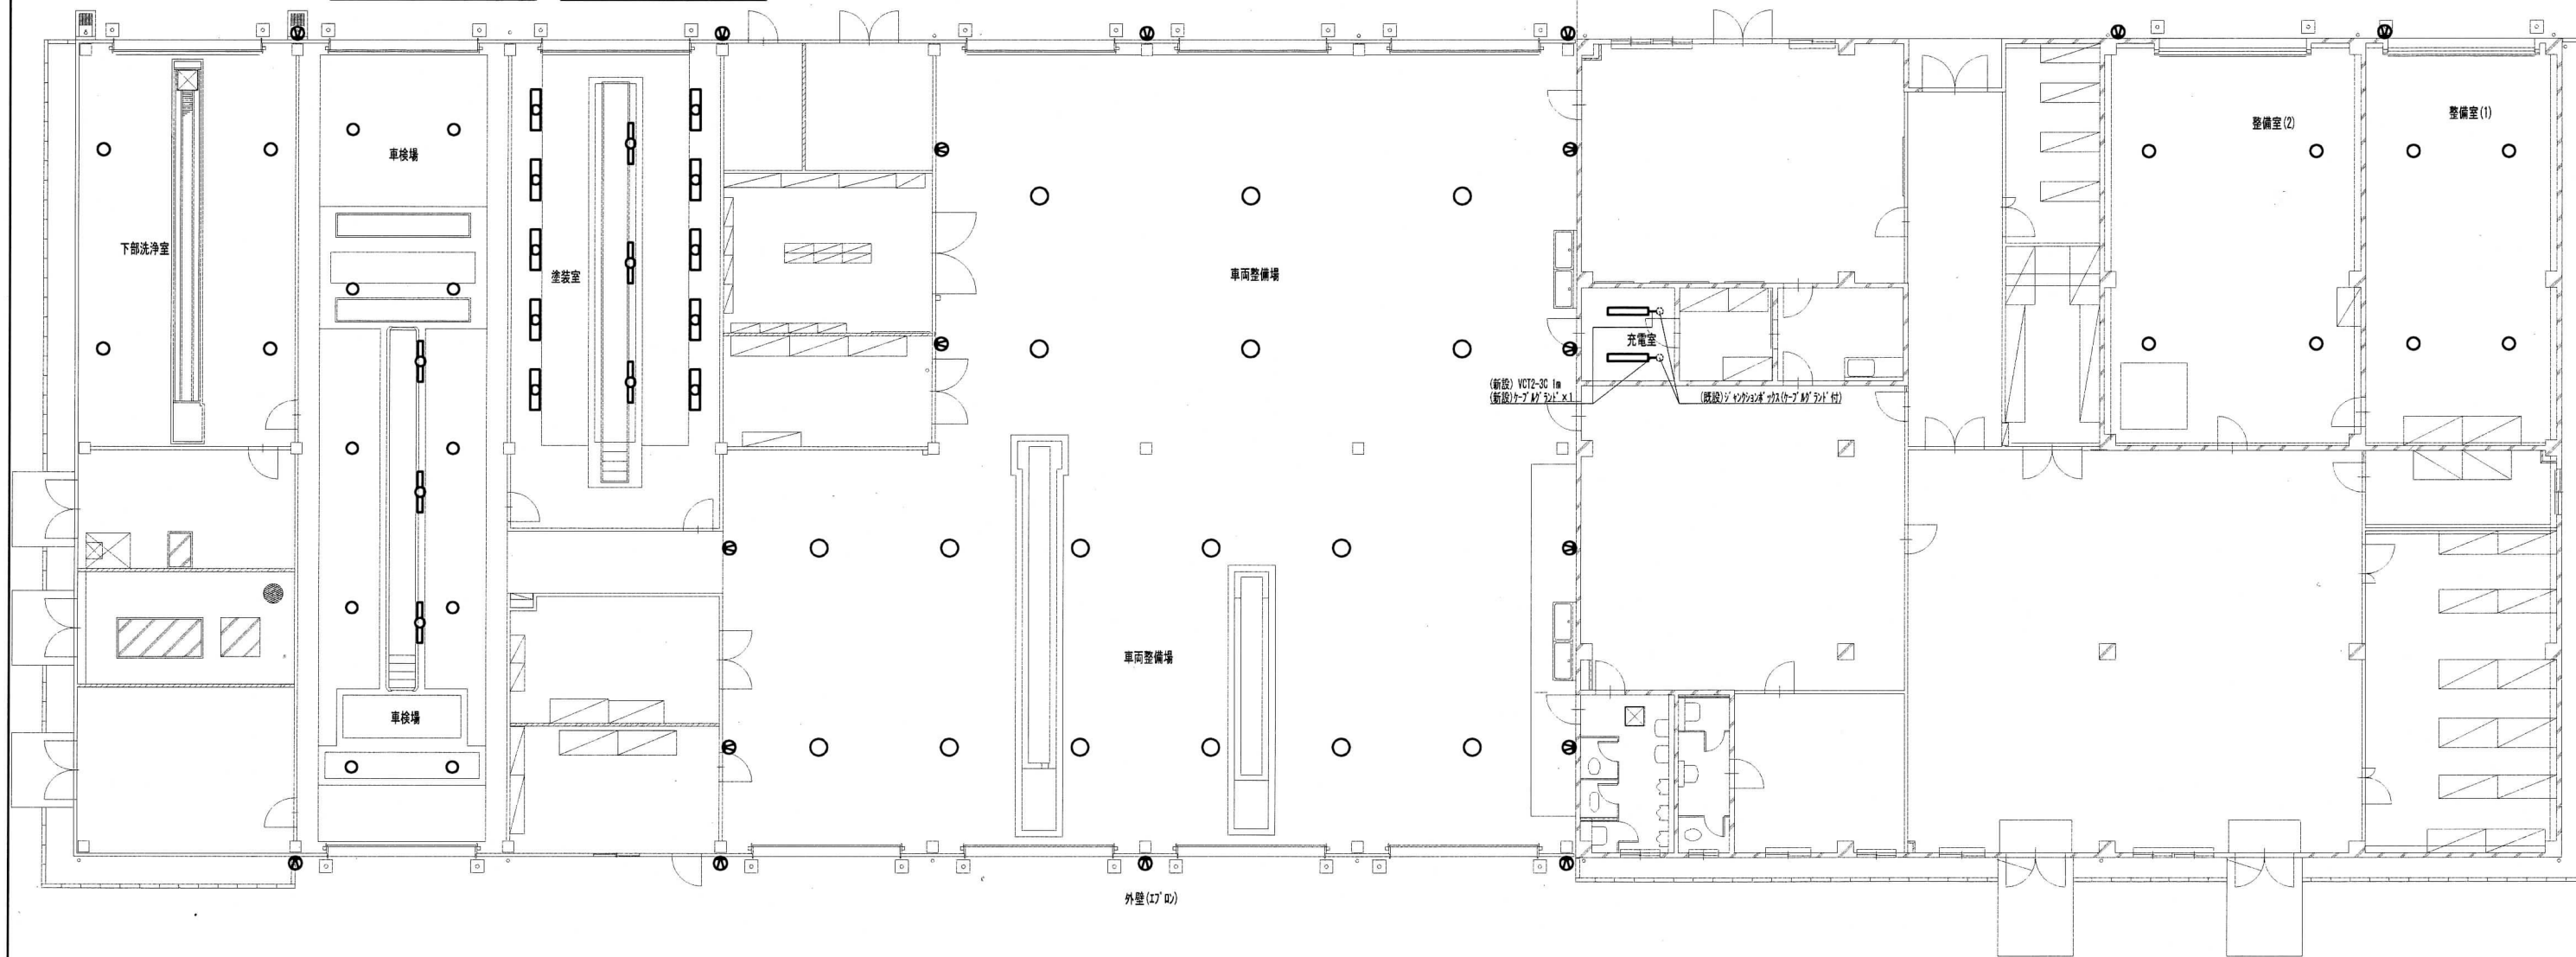 整備室(1)
整備室(2)
車検場
下部洗浄室
塗装室
車両整備場
充電室
(新設) VCT2-3C 1m
(新設)ケーブルグランド ×1
(既設)ジャンクションボックス(ケーブルグランド付)
車両整備場
車検場
外壁(エプロン)